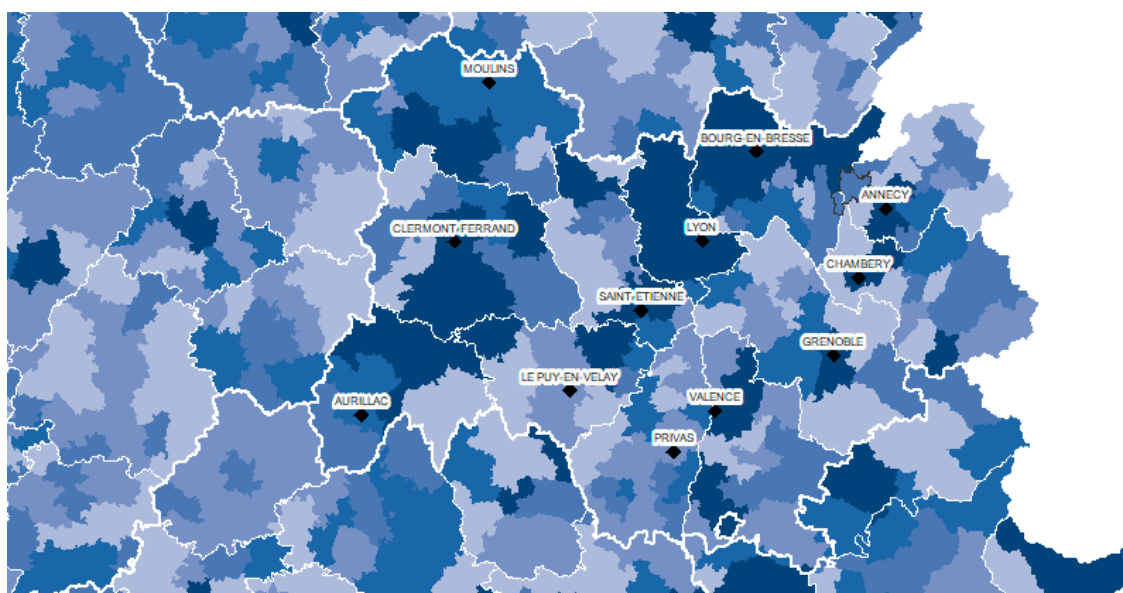 MOULINS
BOURG-EN-BRESSE
ANNECY
CLERMONT-FERRAND
LYON
CHAMBERY
SAINT-ETIENNE
GRENOBLE
LE PUY-EN-VELAY
AURILLAC
VALENCE
PRIVAS